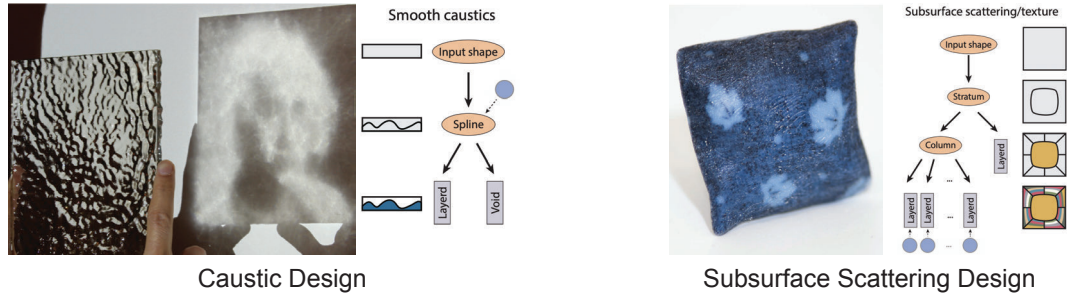 Smooth caustics
Input shape
Spline
Layerd
Void
Caustic Design
Subsurface scattering/texture
Input shape
Stratum
Column
Layerd
...
Layerd
Layerd
...
Layerd
...
Subsurface Scattering Design